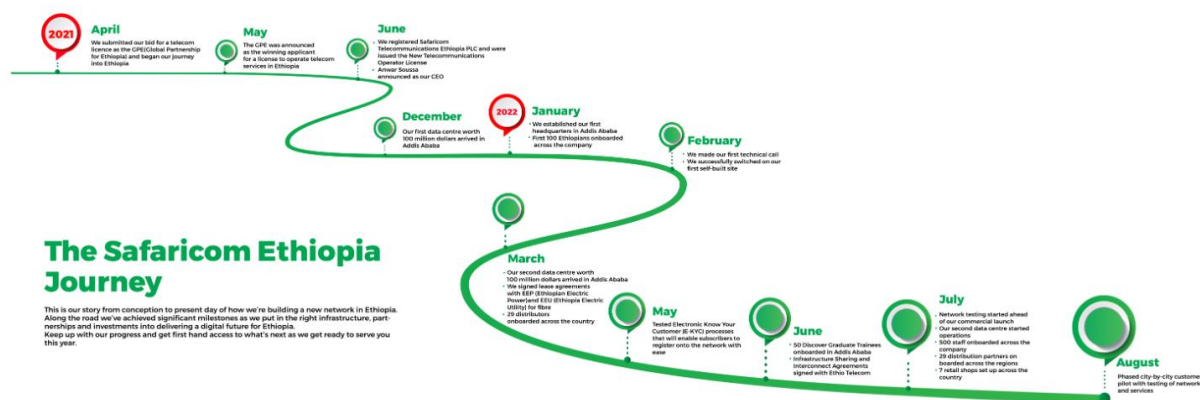 2021
April
We submitted our bid for a telecom
licence as the GPE(Global Partnership
for Ethiopia) and began our journey
into Ethiopia
May
The GPE was announced
as the winning applicant
for a license to operate telecom
services in Ethiopia
June
• We registered Safaricom
Telecommunications Ethiopia PLC and were
issued the New Telecommunications
Operator License
• Anwar Soussa
announced as our CEO
December
Our first data centre worth
100 million dollars arrived in
Addis Ababa
2022
January
• We established our first
headquarters in Addis Ababa
• First 100 Ethiopians onboarded
across the company
February
• We made our first technical call
• We successfully switched on our
first self-built site
March
• Our second data centre worth
100 million dollars arrived in Addis Ababa
• We signed lease agreements
with EEP (Ethiopian Electric
Power)and EEU (Ethiopia Electric
Utility) for fibre
• 29 distributors
onboarded across the country
The Safaricom Ethiopia
Journey
This is our story from conception to present day of how we're building a new network in Ethiopia.
Along the road we've achieved significant milestones as we put in the right infrastructure, part-
nerships and investments into delivering a digital future for Ethiopia.
Keep up with our progress and get first hand access to what's next as we get ready to serve you
this year.
May
Tested Electronic Know Your
Customer (E-KYC) processes
that will enable subscribers to
register onto the network with
ease
June
• 50 Discover Graduate Trainees
onboarded in Addis Ababa
• Infrastructure Sharing and
Interconnect Agreements
signed with Ethio Telecom
July
• Network testing started ahead
of our commercial launch
• Our second data centre started
operations
• 500 staff onboarded across the
company
• 29 distribution partners on
boarded across the regions
• 7 retail shops set up across the
country
August
Phased city-by-city custome
pilot with testing of network
and services